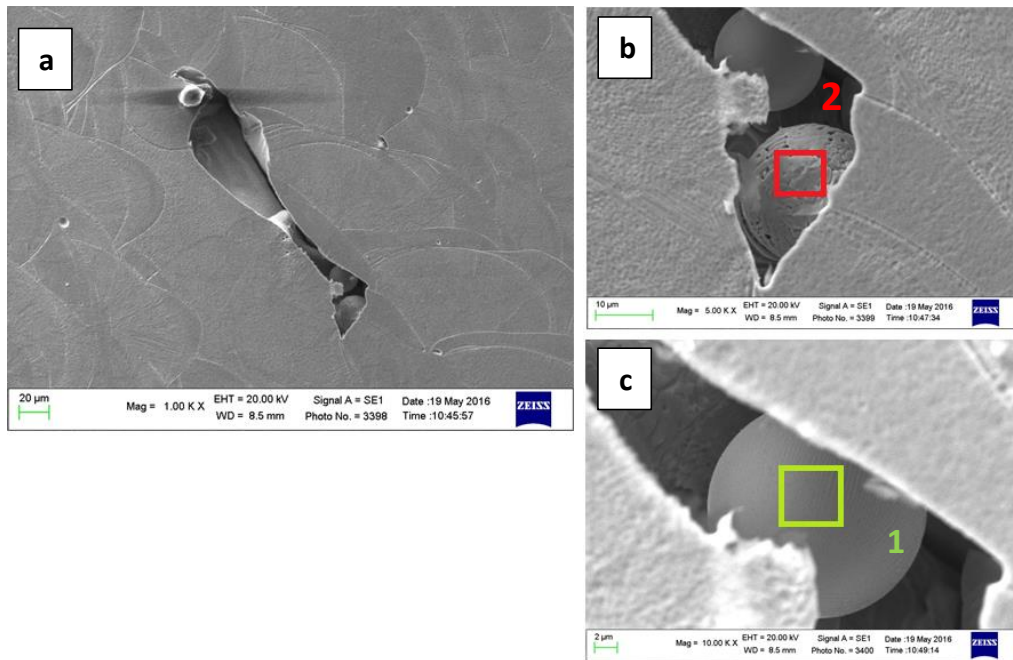 a
20 µm
Mag = 1.00 K X
EHT = 20.00 kV
WD = 8.5 mm
Signal A = SE1
Photo No. = 3398
Date :19 May 2016
Time :10:45:57
ZEISS
b
2
10 µm
Mag = 5.00 K X
EHT = 20.00 kV
WD = 8.5 mm
Signal A = SE1
Photo No. = 3399
Date :19 May 2016
Time :10:47:34
ZEISS
c
1
2 µm
Mag = 10.00 K X
EHT = 20.00 kV
WD = 8.5 mm
Signal A = SE1
Photo No. = 3400
Date :19 May 2016
Time :10:49:14
ZEISS